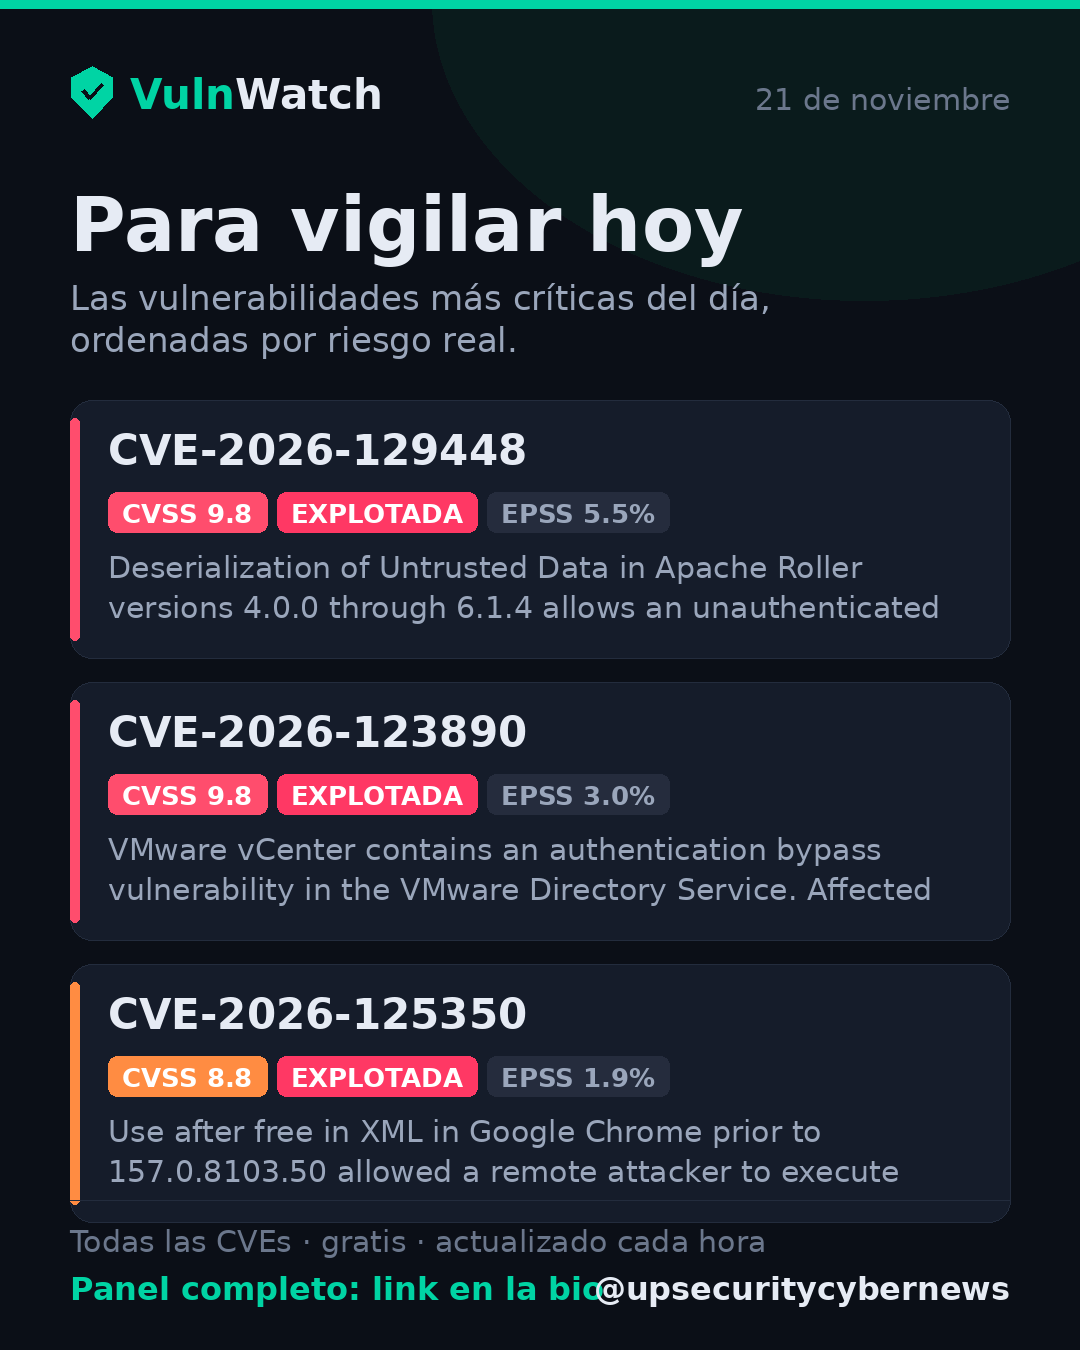 VulnWatch
21 de noviembre
Para vigilar hoy
Las vulnerabilidades más críticas del día,
ordenadas por riesgo real.
CVE-2026-129448
CVSS 9.8 EXPLOTADA EPSS 5.5%
Deserialization of Untrusted Data in Apache Roller
versions 4.0.0 through 6.1.4 allows an unauthenticated
CVE-2026-123890
CVSS 9.8 EXPLOTADA EPSS 3.0%
VMware vCenter contains an authentication bypass
vulnerability in the VMware Directory Service. Affected
CVE-2026-125350
CVSS 8.8 EXPLOTADA EPSS 1.9%
Use after free in XML in Google Chrome prior to
157.0.8103.50 allowed a remote attacker to execute
Todas las CVEs · gratis · actualizado cada hora
Panel completo: link en la bio @upsecuritycybernews